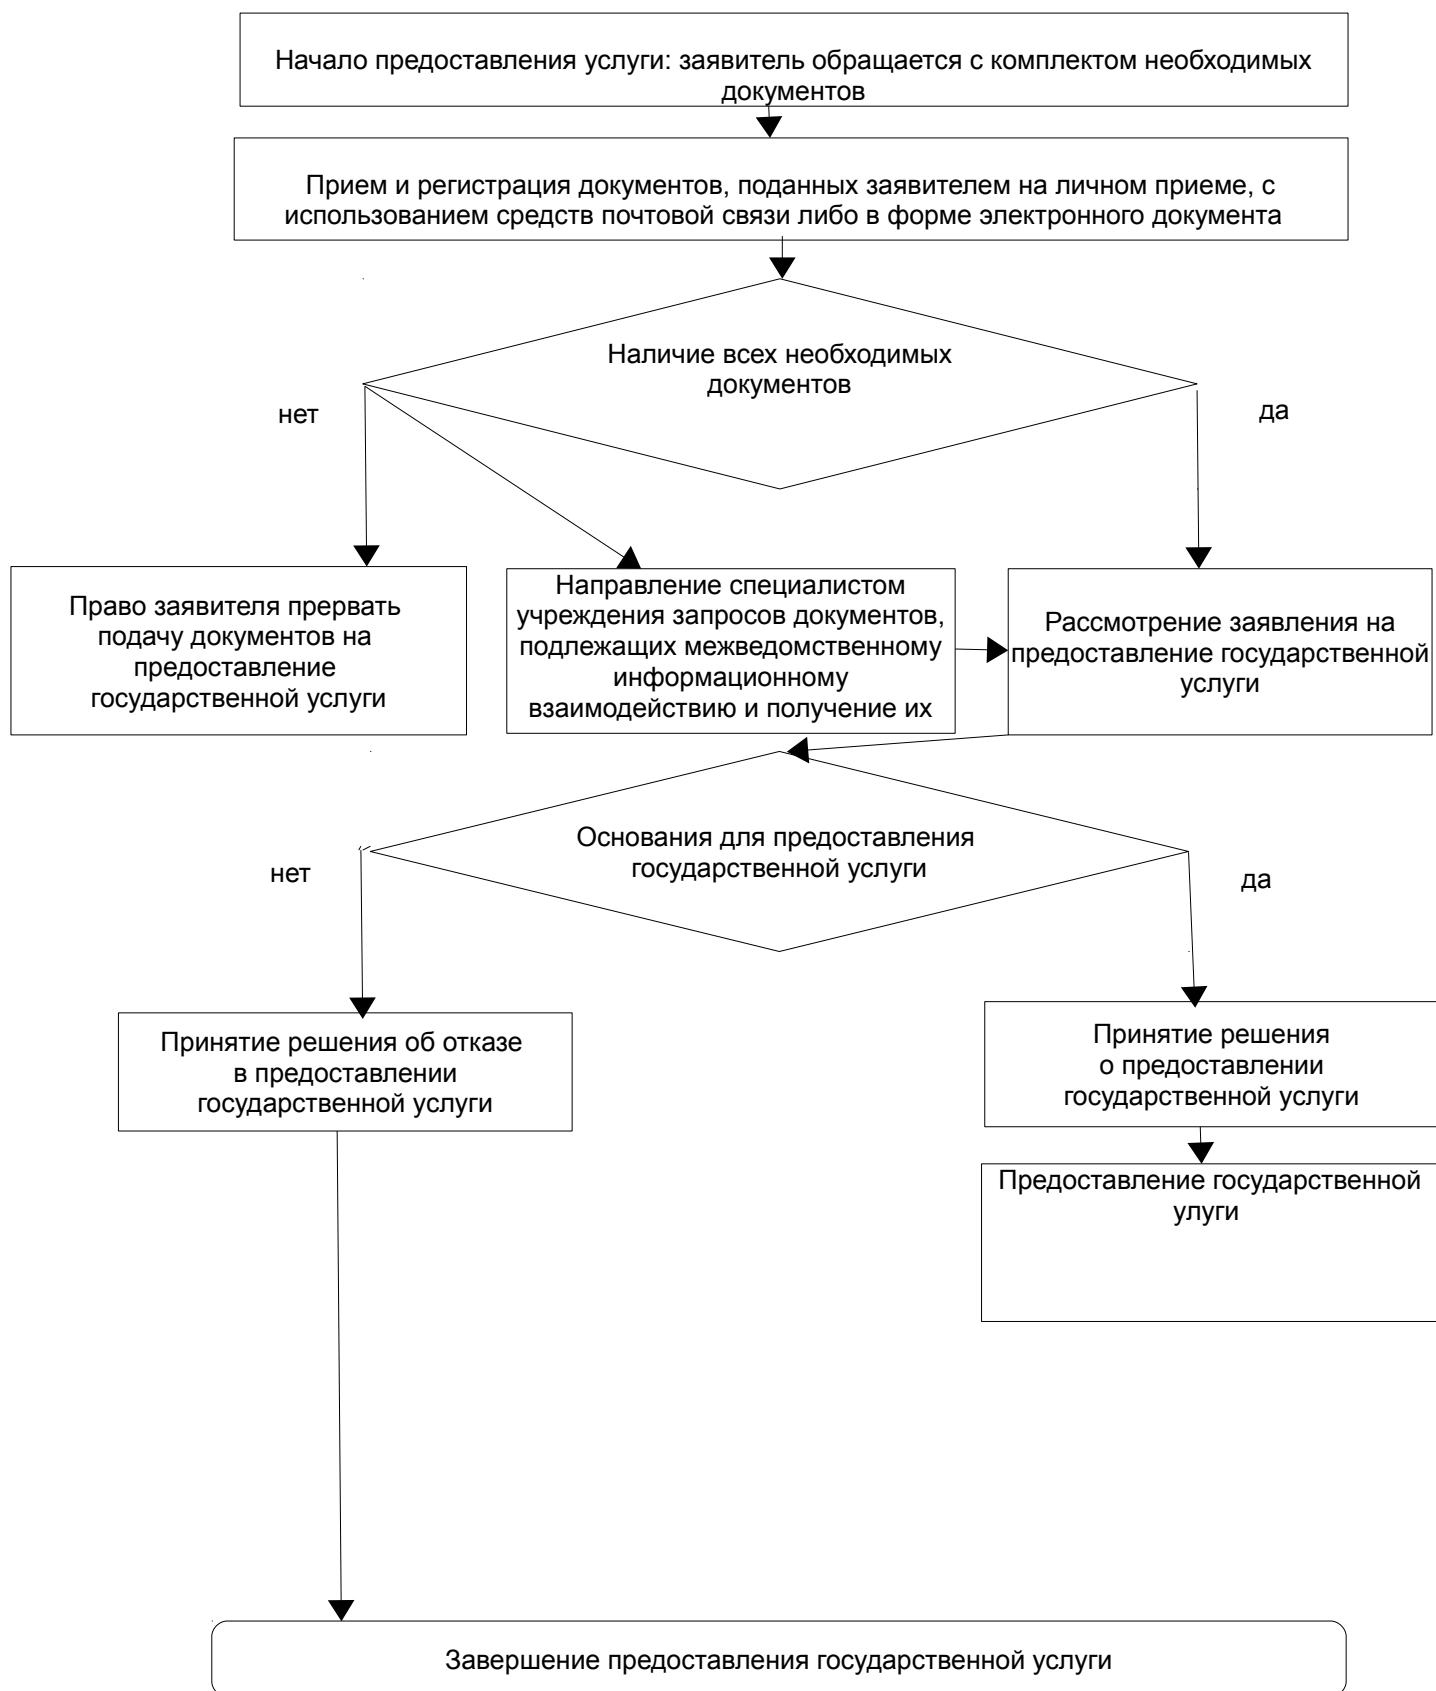 Начало предоставления услуги: заявитель обращается с комплектом необходимых
документов
Прием и регистрация документов, поданных заявителем на личном приеме, с
использованием средств почтовой связи либо в форме электронного документа
Наличие всех необходимых
документов
нет
да
Право заявителя прервать
подачу документов на
предоставление
государственной услуги
Направление специалистом
учреждения запросов документов,
подлежащих межведомственному
информационному
взаимодействию и получение их
Рассмотрение заявления на
предоставление государственной
услуги
Основания для предоставления
государственной услуги
нет
да
Принятие решения об отказе
в предоставлении
государственной услуги
Принятие решения
о предоставлении
государственной услуги
Предоставление государственной
улуги
Завершение предоставления государственной услуги